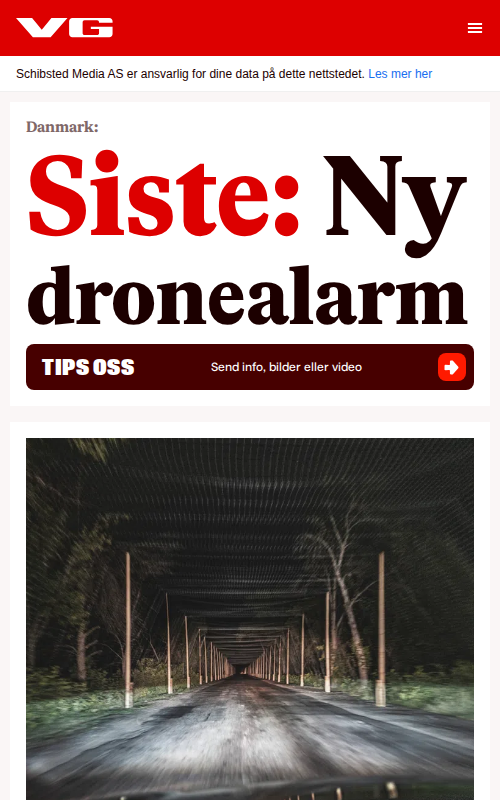 VG
Schibsted Media AS er ansvarlig for dine data på dette nettstedet. Les mer her
Danmark:
Siste: Ny
dronealarm
TIPS OSS
Send info, bilder eller video